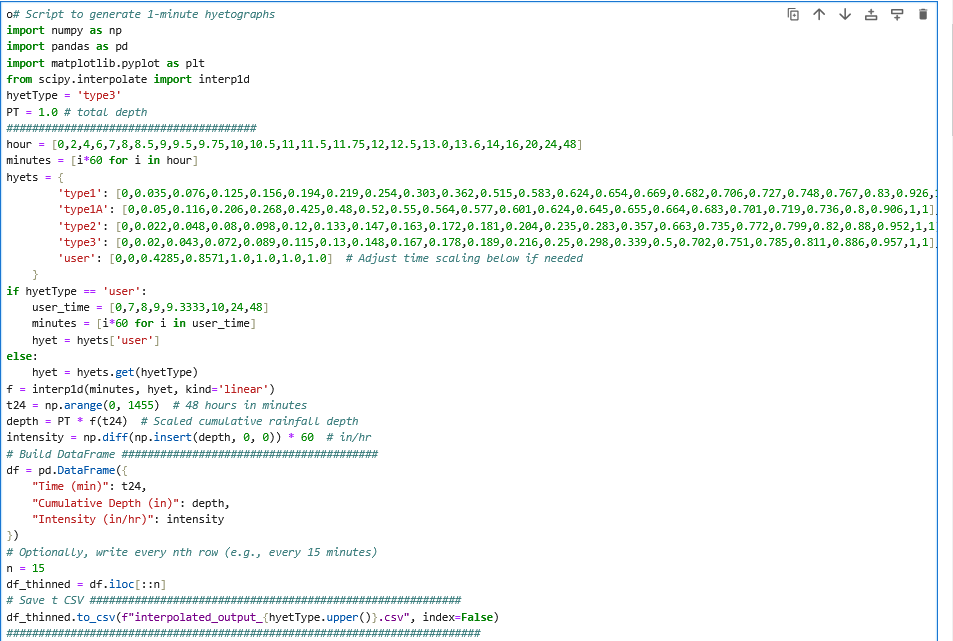 o# Script to generate 1-minute hyetographs
import numpy as np
import pandas as pd
import matplotlib.pyplot as plt
from scipy.interpolate import interp1d
hyetType = 'type3'
PT = 1.0 # total depth
#######################################
hour = [0,2,4,6,7,8,8.5,9,9.5,9.75,10,10.5,11,11.5,11.75,12,12.5,13.0,13.6,14,16,20,24,48]
minutes = [i*60 for i in hour]
hyets = {
        'type1': [0,0.035,0.076,0.125,0.156,0.194,0.219,0.254,0.303,0.362,0.515,0.583,0.624,0.654,0.669,0.682,0.706,0.727,0.748,0.767,0.83,0.926,
        'type1A': [0,0.05,0.116,0.206,0.268,0.425,0.48,0.52,0.55,0.564,0.577,0.601,0.624,0.645,0.655,0.664,0.683,0.701,0.719,0.736,0.8,0.906,1,1]
        'type2': [0,0.022,0.048,0.08,0.098,0.12,0.133,0.147,0.163,0.172,0.181,0.204,0.235,0.283,0.357,0.663,0.735,0.772,0.799,0.82,0.88,0.952,1,1
        'type3': [0,0.02,0.043,0.072,0.089,0.115,0.13,0.148,0.167,0.178,0.189,0.216,0.25,0.298,0.339,0.5,0.702,0.751,0.785,0.811,0.886,0.957,1,1]
        'user': [0,0,0.4285,0.8571,1.0,1.0,1.0,1.0]  # Adjust time scaling below if needed
    }
if hyetType == 'user':
    user_time = [0,7,8,9,9.3333,10,24,48]
    minutes = [i*60 for i in user_time]
    hyet = hyets['user']
else:
    hyet = hyets.get(hyetType)
f = interp1d(minutes, hyet, kind='linear')
t24 = np.arange(0, 1455)  # 48 hours in minutes
depth = PT * f(t24)  # Scaled cumulative rainfall depth
intensity = np.diff(np.insert(depth, 0, 0)) * 60  # in/hr
# Build DataFrame ########################################
df = pd.DataFrame({
    "Time (min)": t24,
    "Cumulative Depth (in)": depth,
    "Intensity (in/hr)": intensity
})
# Optionally, write every nth row (e.g., every 15 minutes)
n = 15
df_thinned = df.iloc[::n]
# Save t CSV ##########################################################
df_thinned.to_csv(f"interpolated_output_{hyetType.upper()}.csv", index=False)
##########################################################################